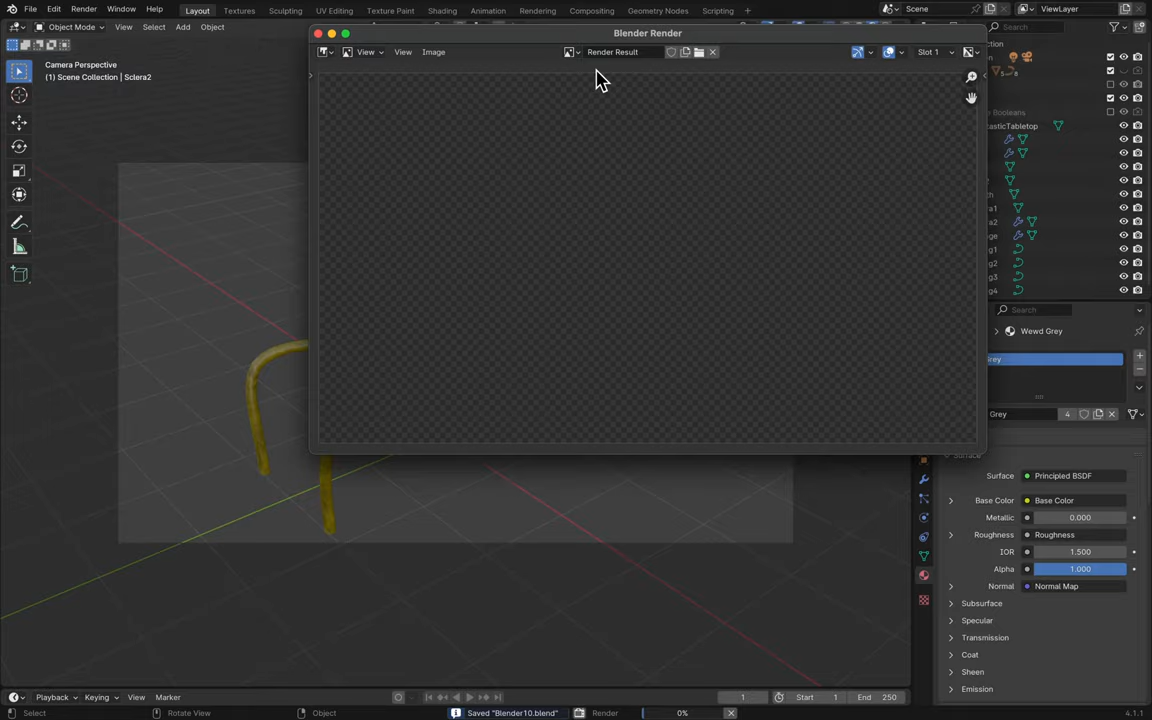 Blender Render
File Edit Render Window Help Layout Textures Sculpting UV Editing Texture Paint Shading Animation Rendering Compositing Geometry Nodes Scripting + Scene ViewLayer
Object Mode View Select Add Object
View View Image Render Result Slot 1
Search
Camera Perspective
(1) Scene Collection | Sclera2
Wewd Grey
Grey 4
Surface
Surface Principled BSDF
Base Color Base Color
Metallic 0.000
Roughness Roughness
IOR 1.500
Alpha 1.000
Normal Normal Map
Subsurface
Specular
Transmission
Coat
Sheen
Emission
Playback Keying View Marker 1 Start 1 End 250
Select Rotate View Object Saved "Blender10.blend" Render 0% 4.1.1